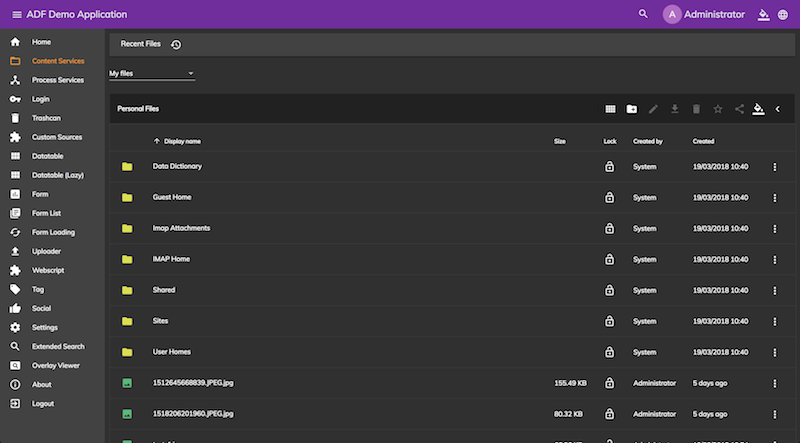 ADF Demo Application
A Administrator
Home
Content Services
Process Services
Login
Trashcan
Custom Sources
Datatable
Datatable (Lazy)
Form
Form List
Form Loading
Uploader
Webscript
Tag
Social
Settings
Extended Search
Overlay Viewer
About
Logout
Recent Files
My files
Personal Files
Display name Size Lock Created by Created
Data Dictionary System 19/03/2018 10:40
Guest Home System 19/03/2018 10:40
Imap Attachments System 19/03/2018 10:40
IMAP Home System 19/03/2018 10:40
Shared System 19/03/2018 10:40
Sites System 19/03/2018 10:40
User Homes System 19/03/2018 10:40
1512645668839.JPEG.jpg 155.49 KB Administrator 5 days ago
1518206201960.JPEG.jpg 80.32 KB Administrator 5 days ago